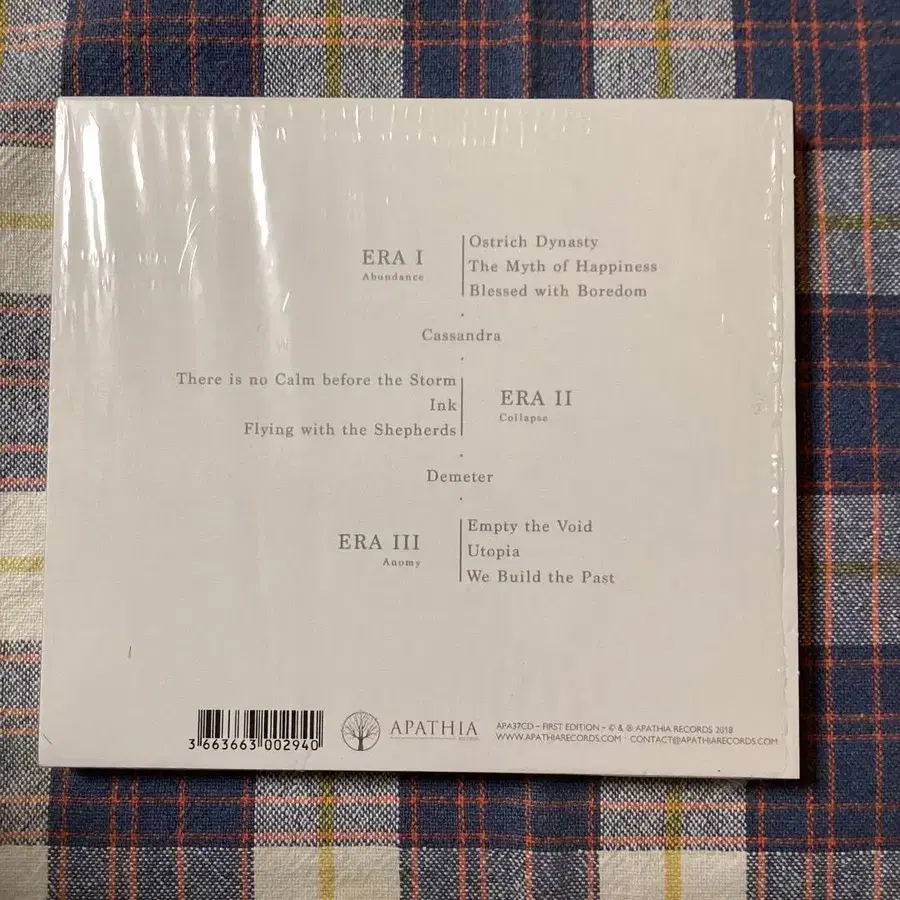 ERA I
Abundance
Ostrich Dynasty
The Myth of Happiness
Blessed with Boredom
Cassandra
There is no Calm before the Storm
Ink
Flying with the Shepherds
ERA II
Collapse
Demeter
ERA III
Anomy
Empty the Void
Utopia
We Build the Past
3 663663 002940
APATHIA
APA37CD - FIRST EDITION - © & ℗ APATHIA RECORDS 2018
WWW.APATHIARECORDS.COM - CONTACT@APATHIARECORDS.COM